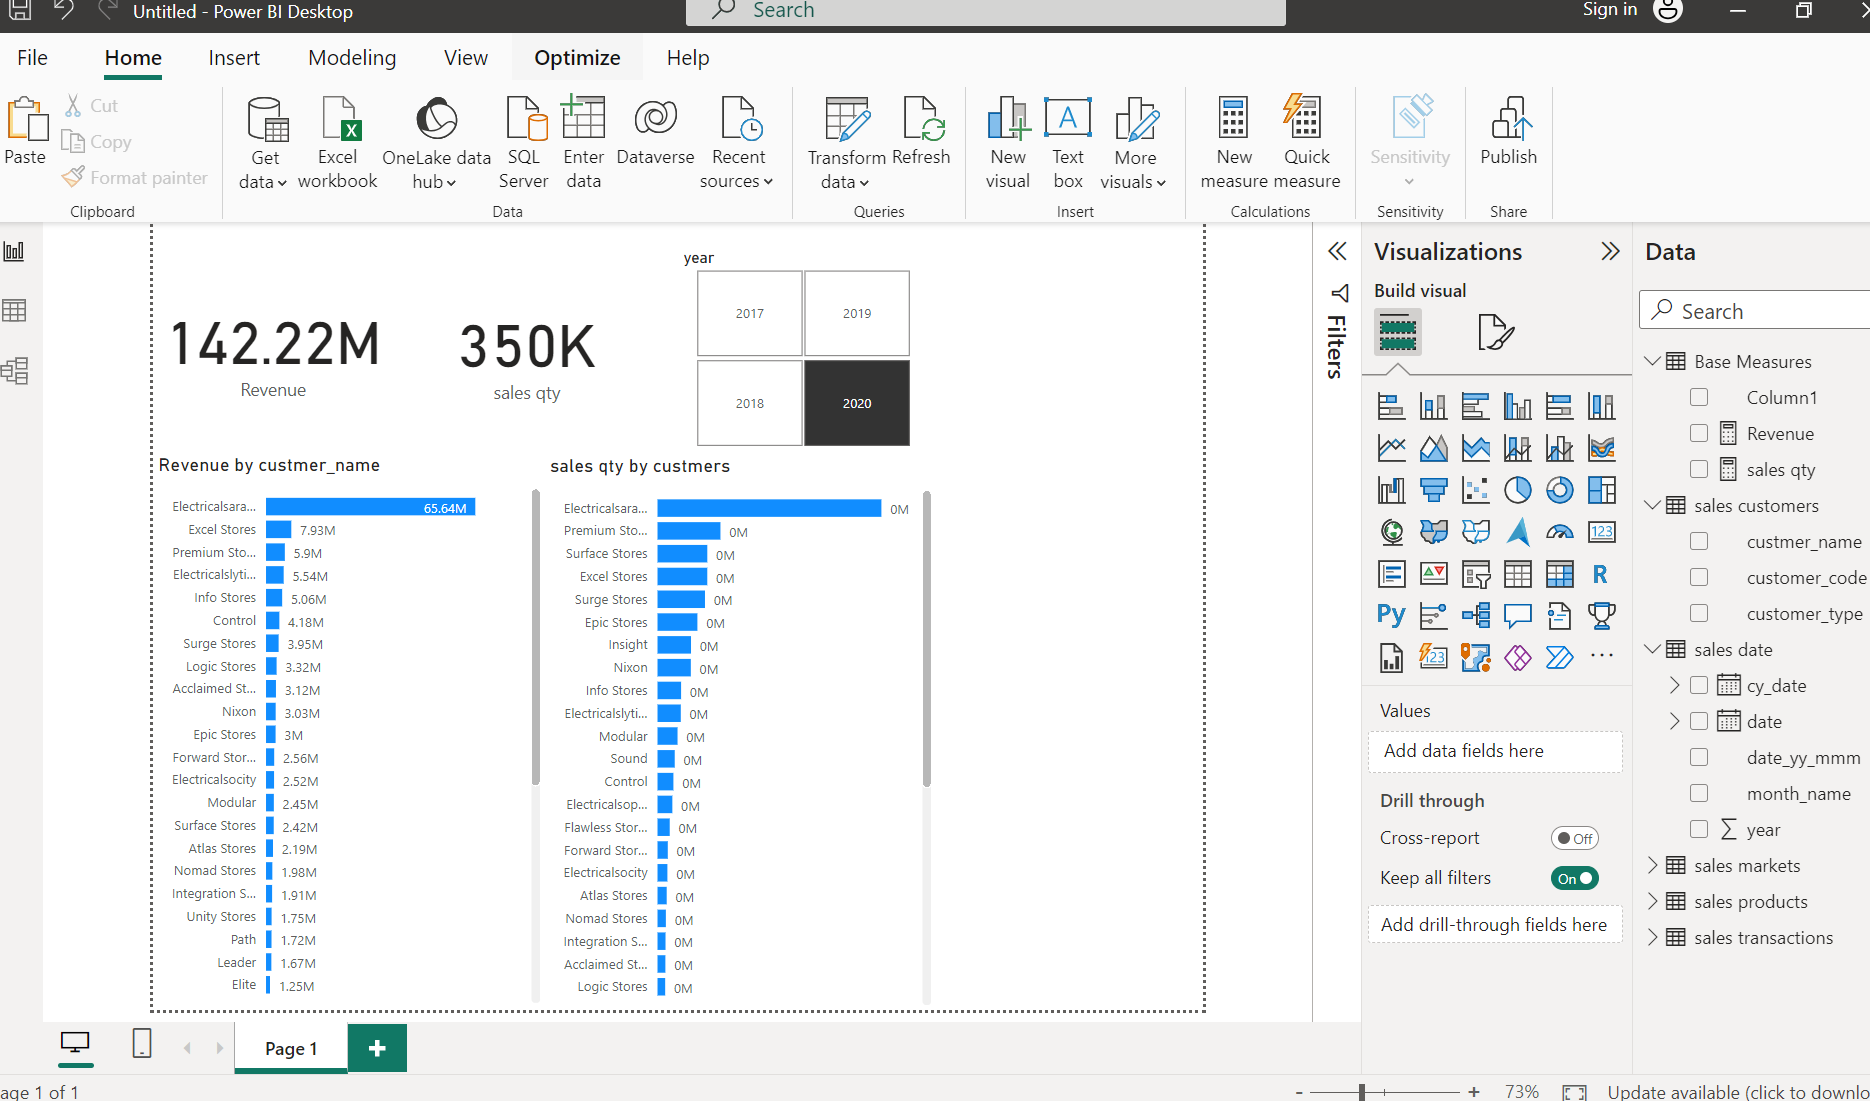 Untitled - Power BI Desktop
Search
Sign in
File
Home
Insert
Modeling
View
Optimize
Help
Paste
Cut
Copy
Format painter
Clipboard
Get data
Excel workbook
OneLake data hub
SQL Server
Enter data
Dataverse
Recent sources
Data
Transform data
Refresh
Queries
New visual
Text box
More visuals
Insert
New measure
Quick measure
Calculations
Sensitivity
Sensitivity
Publish
Share
142.22M
Revenue
350K
sales qty
year
2017
2019
2018
2020
Revenue by custmer_name
Electricalsara... 65.64M
Excel Stores 7.93M
Premium Sto... 5.9M
Electricalslyti... 5.54M
Info Stores 5.06M
Control 4.18M
Surge Stores 3.95M
Logic Stores 3.32M
Acclaimed St... 3.12M
Nixon 3.03M
Epic Stores 3M
Forward Stor... 2.56M
Electricalsocity 2.52M
Modular 2.45M
Surface Stores 2.42M
Atlas Stores 2.19M
Nomad Stores 1.98M
Integration S... 1.91M
Unity Stores 1.75M
Path 1.72M
Leader 1.67M
Elite 1.25M
sales qty by custmers
Electricalsara... 0M
Premium Sto... 0M
Surface Stores 0M
Excel Stores 0M
Surge Stores 0M
Epic Stores 0M
Insight 0M
Nixon 0M
Info Stores 0M
Electricalslyti... 0M
Modular 0M
Sound 0M
Control 0M
Electricalsop... 0M
Flawless Stor... 0M
Forward Stor... 0M
Electricalsocity 0M
Atlas Stores 0M
Nomad Stores 0M
Integration S... 0M
Acclaimed St... 0M
Logic Stores 0M
Filters
Visualizations
Build visual
123
R
Py
123
Values
Add data fields here
Drill through
Cross-report
Off
Keep all filters
On
Add drill-through fields here
Data
Search
Base Measures
Column1
Revenue
sales qty
sales customers
custmer_name
customer_code
customer_type
sales date
cy_date
date
date_yy_mmm
month_name
year
sales markets
sales products
sales transactions
Page 1
age 1 of 1
- + 73%
Update available (click to downlo